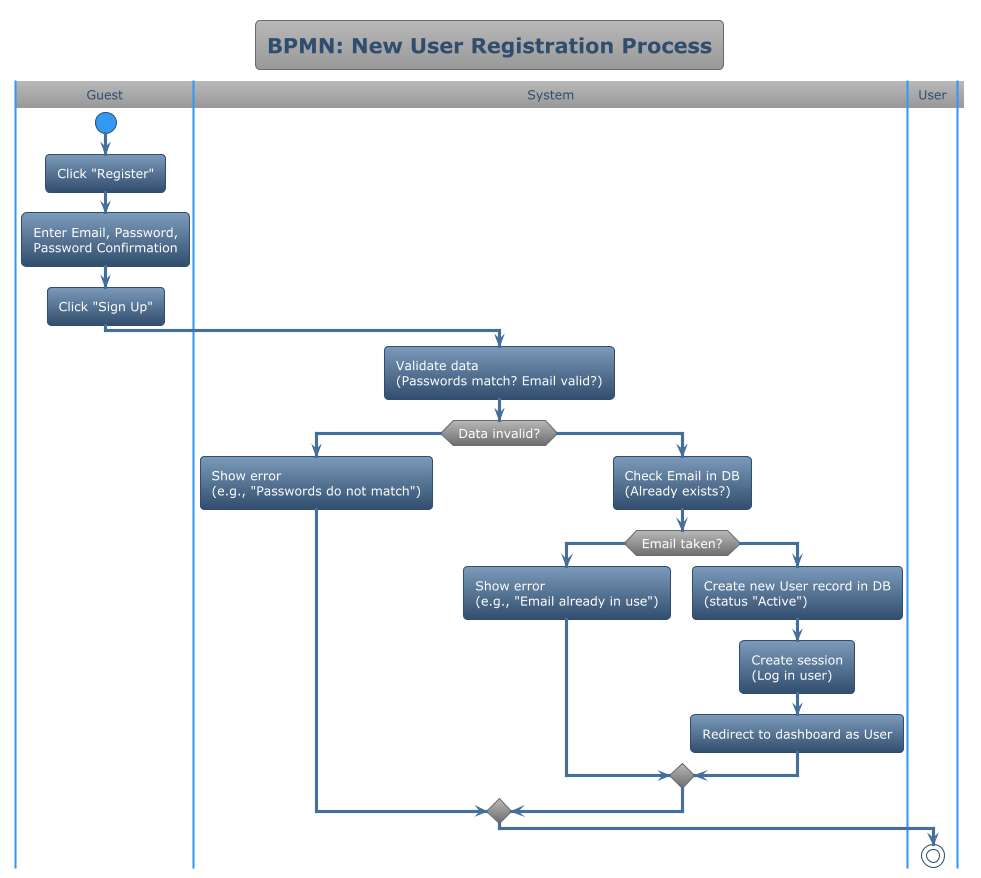 BPMN: New User Registration Process
Guest
System
User
Click "Register"
Enter Email, Password,
Password Confirmation
Click "Sign Up"
Validate data
(Passwords match? Email valid?)
Data invalid?
Show error
(e.g., "Passwords do not match")
Check Email in DB
(Already exists?)
Email taken?
Show error
(e.g., "Email already in use")
Create new User record in DB
(status "Active")
Create session
(Log in user)
Redirect to dashboard as User